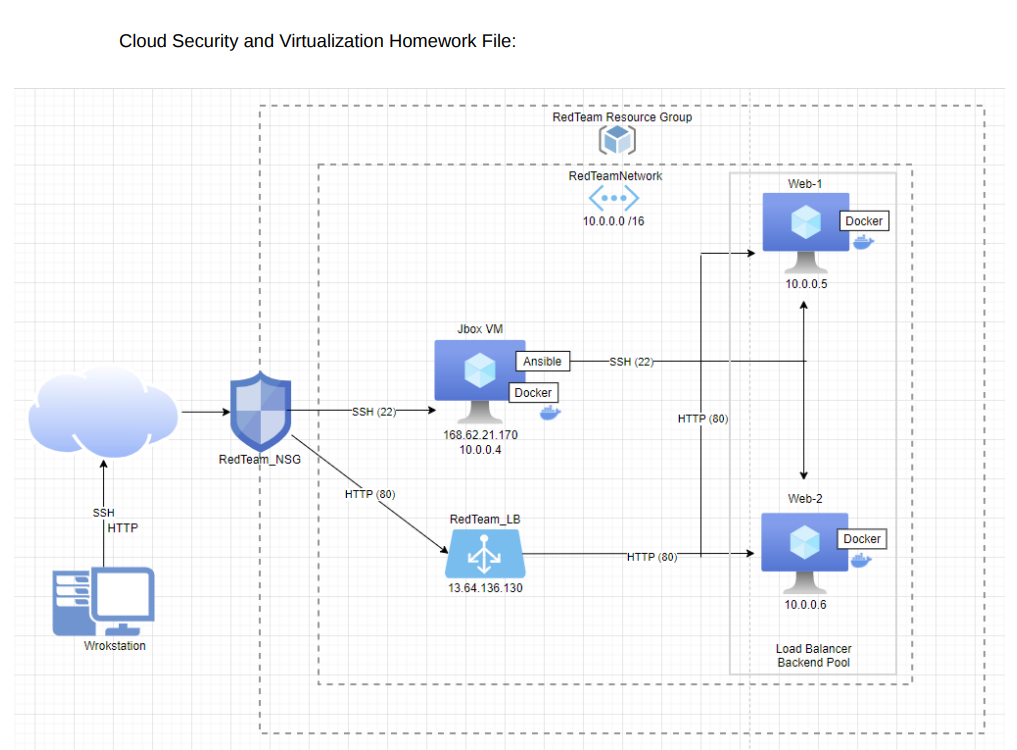 Cloud Security and Virtualization Homework File:
RedTeam Resource Group
RedTeamNetwork
10.0.0.0 /16
Web-1
Docker
10.0.0.5
Jbox VM
Ansible
Docker
168.62.21.170
10.0.0.4
SSH (22)
SSH (22)
HTTP (80)
RedTeam_NSG
HTTP (80)
SSH
HTTP
Wrokstation
RedTeam_LB
13.64.136.130
HTTP (80)
Web-2
Docker
10.0.0.6
Load Balancer
Backend Pool